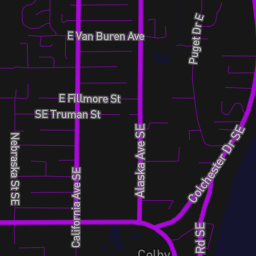 E Van Buren Ave
Puget Dr E
E Fillmore St
SE Truman St
Nebraska St SE
California Ave SE
Alaska Ave SE
Colchester Dr SE
Colby
Rd SE